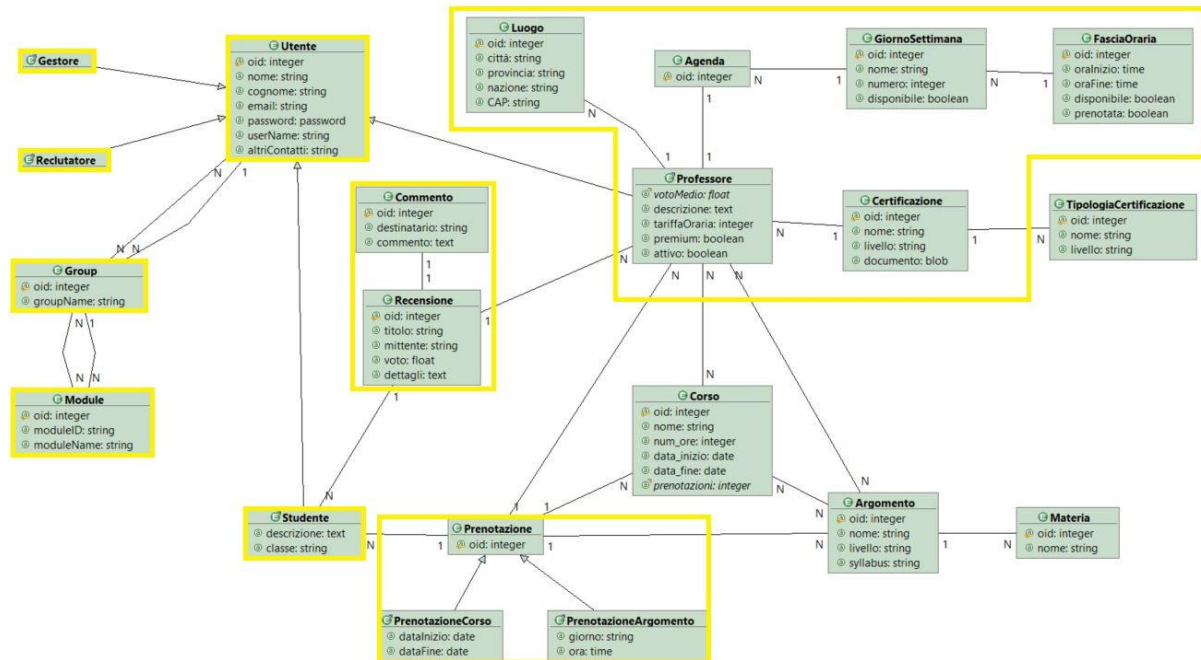 Gestore
Reclutatore
Utente
oid: integer
nome: string
cognome: string
email: string
password: password
userName: string
altriContatti: string
N
1
N
N
Group
oid: integer
groupName: string
N
1
N
N
Module
oid: integer
moduleID: string
moduleName: string
Luogo
oid: integer
città: string
provincia: string
nazione: string
CAP: string
N
1
Agenda
oid: integer
N
1
1
1
GiornoSettimana
oid: integer
nome: string
numero: integer
disponibile: boolean
N
1
FasciaOraria
oid: integer
oraInizio: time
oraFine: time
disponibile: boolean
prenotata: boolean
Commento
oid: integer
destinatario: string
commento: text
1
1
Recensione
oid: integer
titolo: string
mittente: string
voto: float
dettagli: text
1
N
1
N
Professore
votoMedio: float
descrizione: text
tariffaOraria: integer
premium: boolean
attivo: boolean
N
1
N
N
N
Certificazione
oid: integer
nome: string
livello: string
documento: blob
1
N
TipologiaCertificazione
oid: integer
nome: string
livello: string
N
Corso
oid: integer
nome: string
num_ore: integer
data_inizio: date
data_fine: date
prenotazioni: integer
N
N
N
N
Argomento
oid: integer
nome: string
livello: string
syllabus: string
1
N
Materia
oid: integer
nome: string
Studente
descrizione: text
classe: string
N
1
1
1
Prenotazione
oid: integer
1
N
PrenotazioneCorso
dataInizio: date
dataFine: date
PrenotazioneArgomento
giorno: string
ora: time